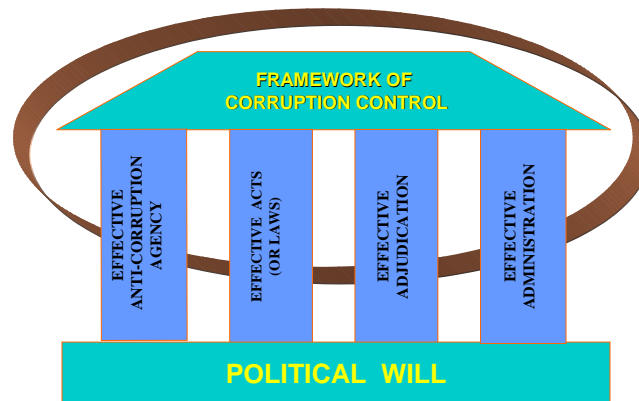 FRAMEWORK OF
CORRUPTION CONTROL
EFFECTIVE
ANTI-CORRUPTION
AGENCY
EFFECTIVE ACTS
(OR LAWS)
EFFECTIVE
ADJUDICATION
EFFECTIVE
ADMINISTRATION
POLITICAL WILL